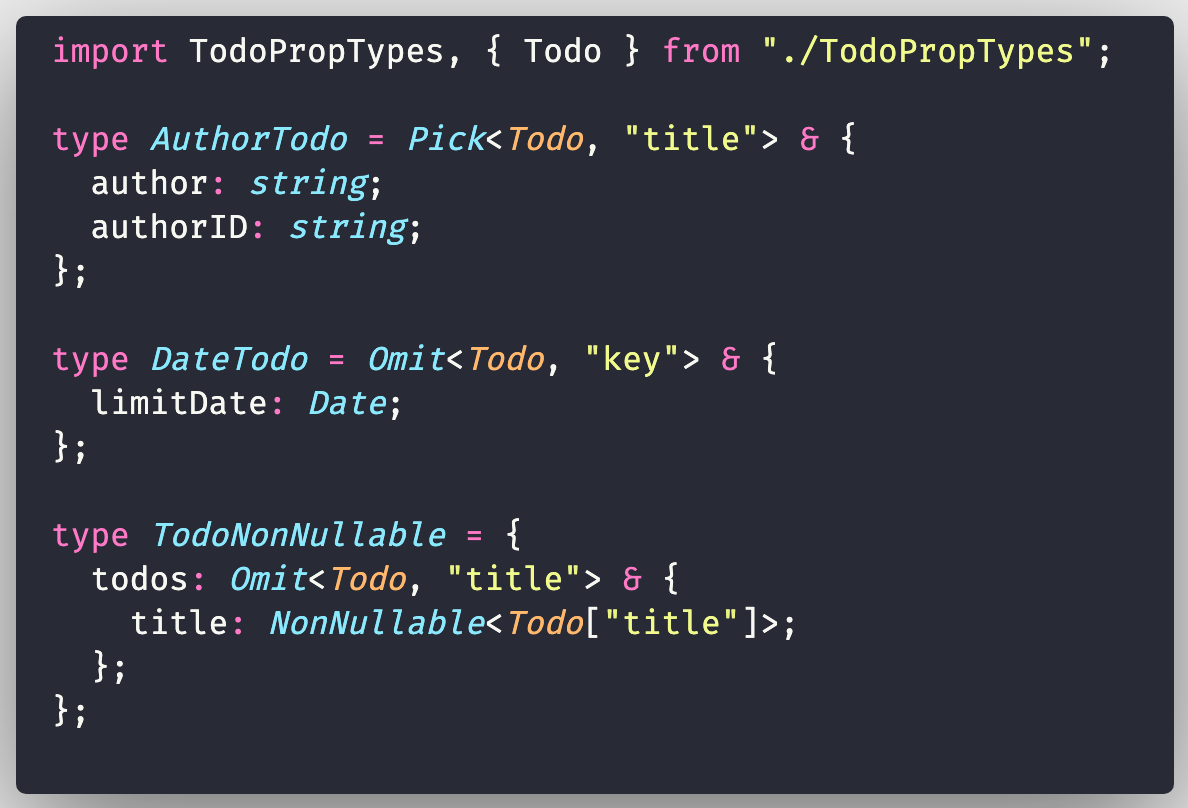 import TodoPropTypes, { Todo } from "./TodoPropTypes";
type AuthorTodo = Pick<Todo, "title"> & {
  author: string;
  authorID: string;
};
type DateTodo = Omit<Todo, "key"> & {
  limitDate: Date;
};
type TodoNonNullable = {
  todos: Omit<Todo, "title"> & {
    title: NonNullable<Todo["title"]>;
  };
};